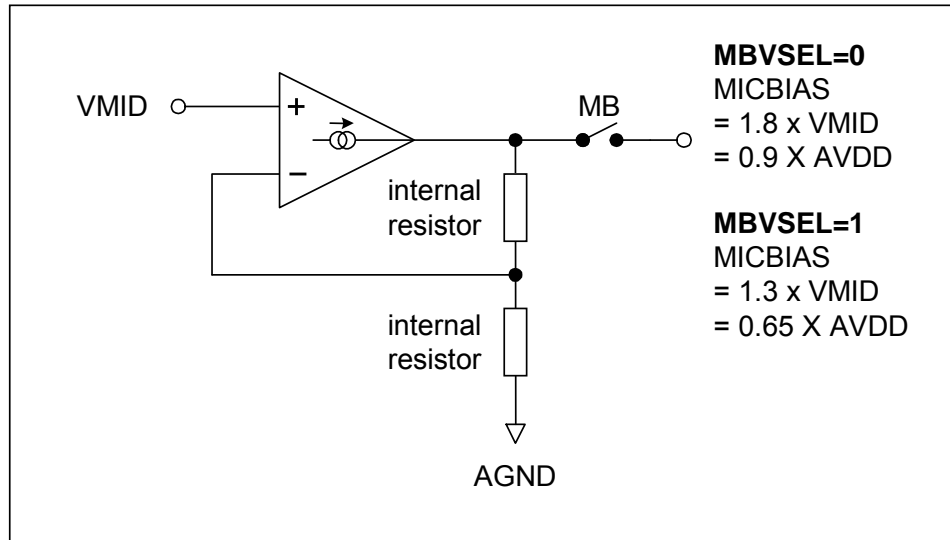 MBVSEL=0
MICBIAS
= 1.8 x VMID
= 0.9 X AVDD
VMID
+
−
MB
internal
resistor
MBVSEL=1
MICBIAS
= 1.3 x VMID
= 0.65 X AVDD
internal
resistor
AGND